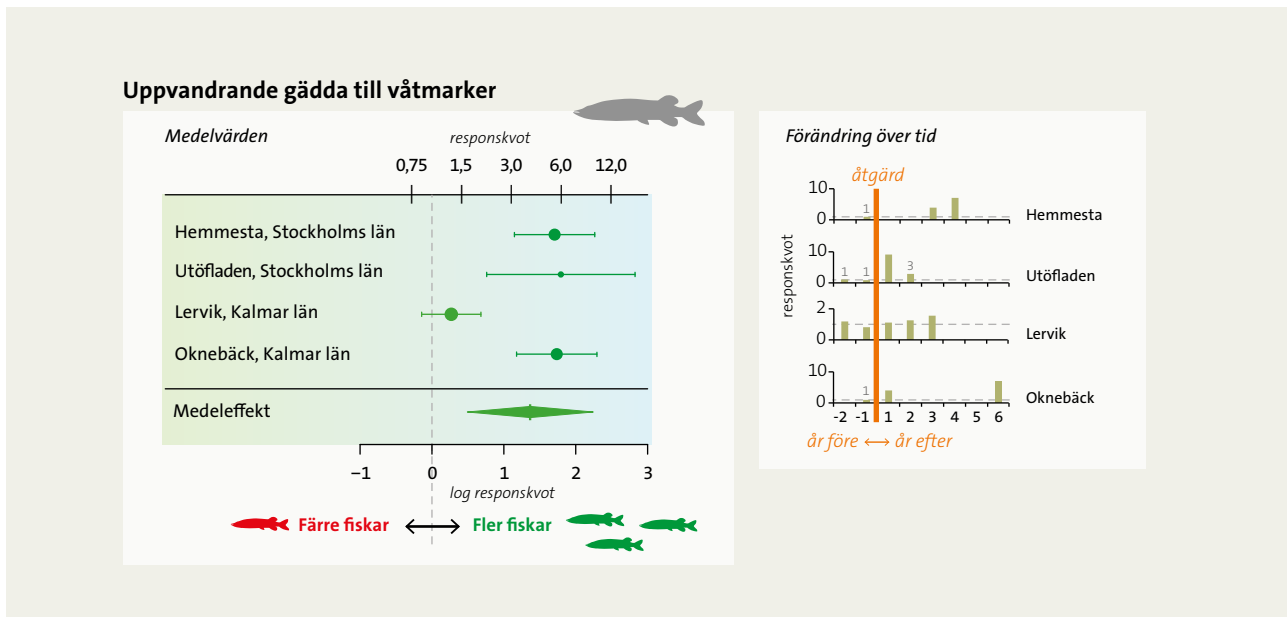 Uppvandrande gädda till våtmarker
Medelvärden
responskvot
0,75 1,5 3,0 6,0 12,0
Hemmesta, Stockholms län
Utöfladen, Stockholms län
Lervik, Kalmar län
Oknebäck, Kalmar län
Medeleffekt
−1 0 1 2 3
log responskvot
Färre fiskar Fler fiskar
Förändring över tid
åtgärd
responskvot
10
0
1
Hemmesta
10
0
1 1 3
Utöfladen
2
0
Lervik
10
0
1
Oknebäck
-2 -1 1 2 3 4 5 6
år före ⟷ år efter